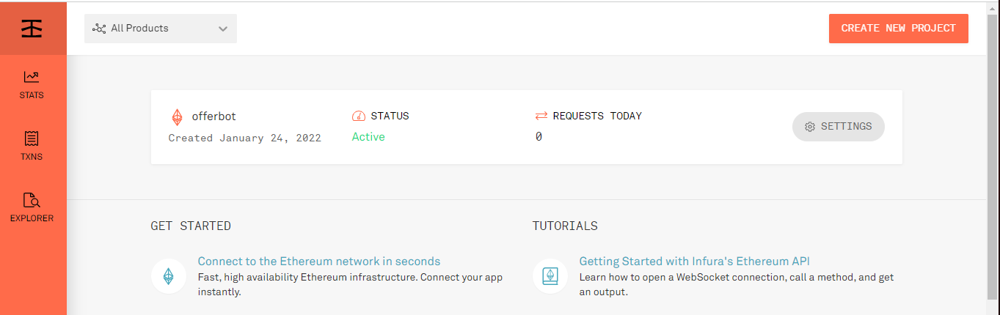 All Products
CREATE NEW PROJECT
STATS
TXNS
EXPLORER
offerbot
Created January 24, 2022
STATUS
Active
REQUESTS TODAY
0
SETTINGS
GET STARTED
Connect to the Ethereum network in seconds
Fast, high availability Ethereum infrastructure. Connect your app
instantly.
TUTORIALS
Getting Started with Infura's Ethereum API
Learn how to open a WebSocket connection, call a method, and get
an output.